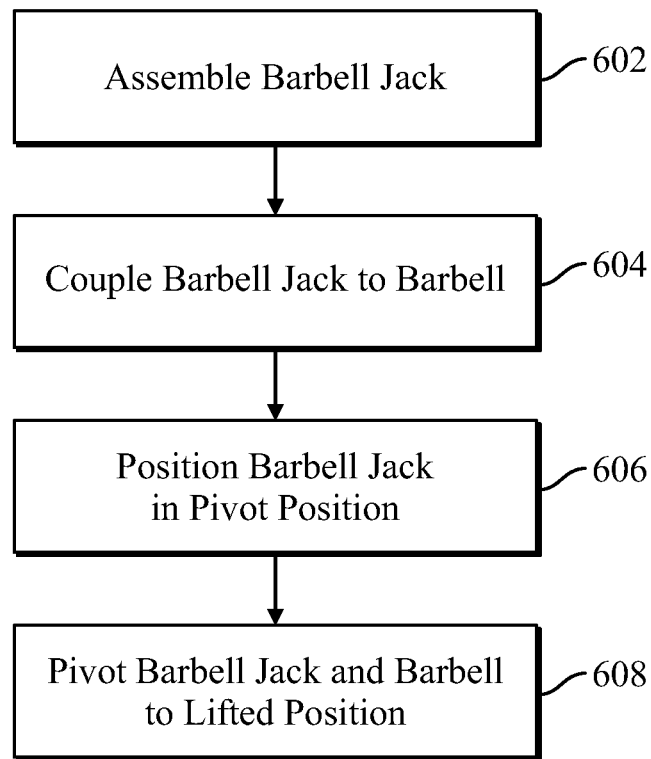 Assemble Barbell Jack
602
Couple Barbell Jack to Barbell
604
Position Barbell Jack
in Pivot Position
606
Pivot Barbell Jack and Barbell
to Lifted Position
608